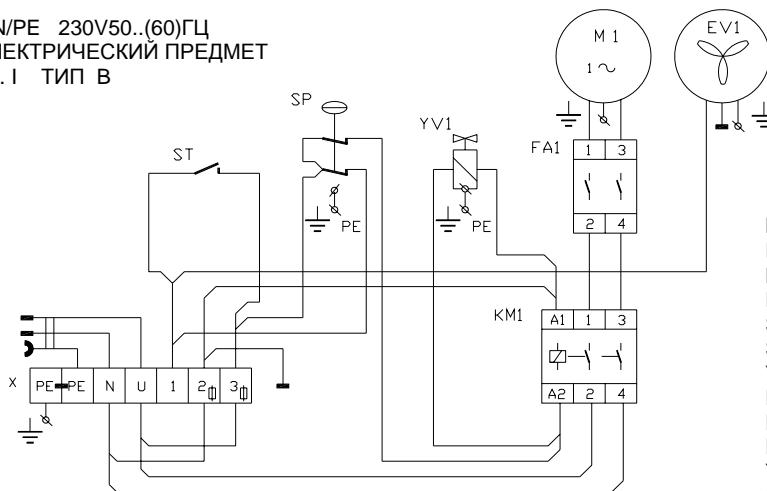 N/PE 230V50..(60)ГЦ
ЛЕКТРИЧЕСКИЙ ПРЕДМЕТ
. I ТИП B
M 1
1 ~
EV1
SP
YV1
ST
FA1
1 3
2 4
PE
PE
KM1
A1 1 3
A2 2 4
X
PE PE N U 1 2 3